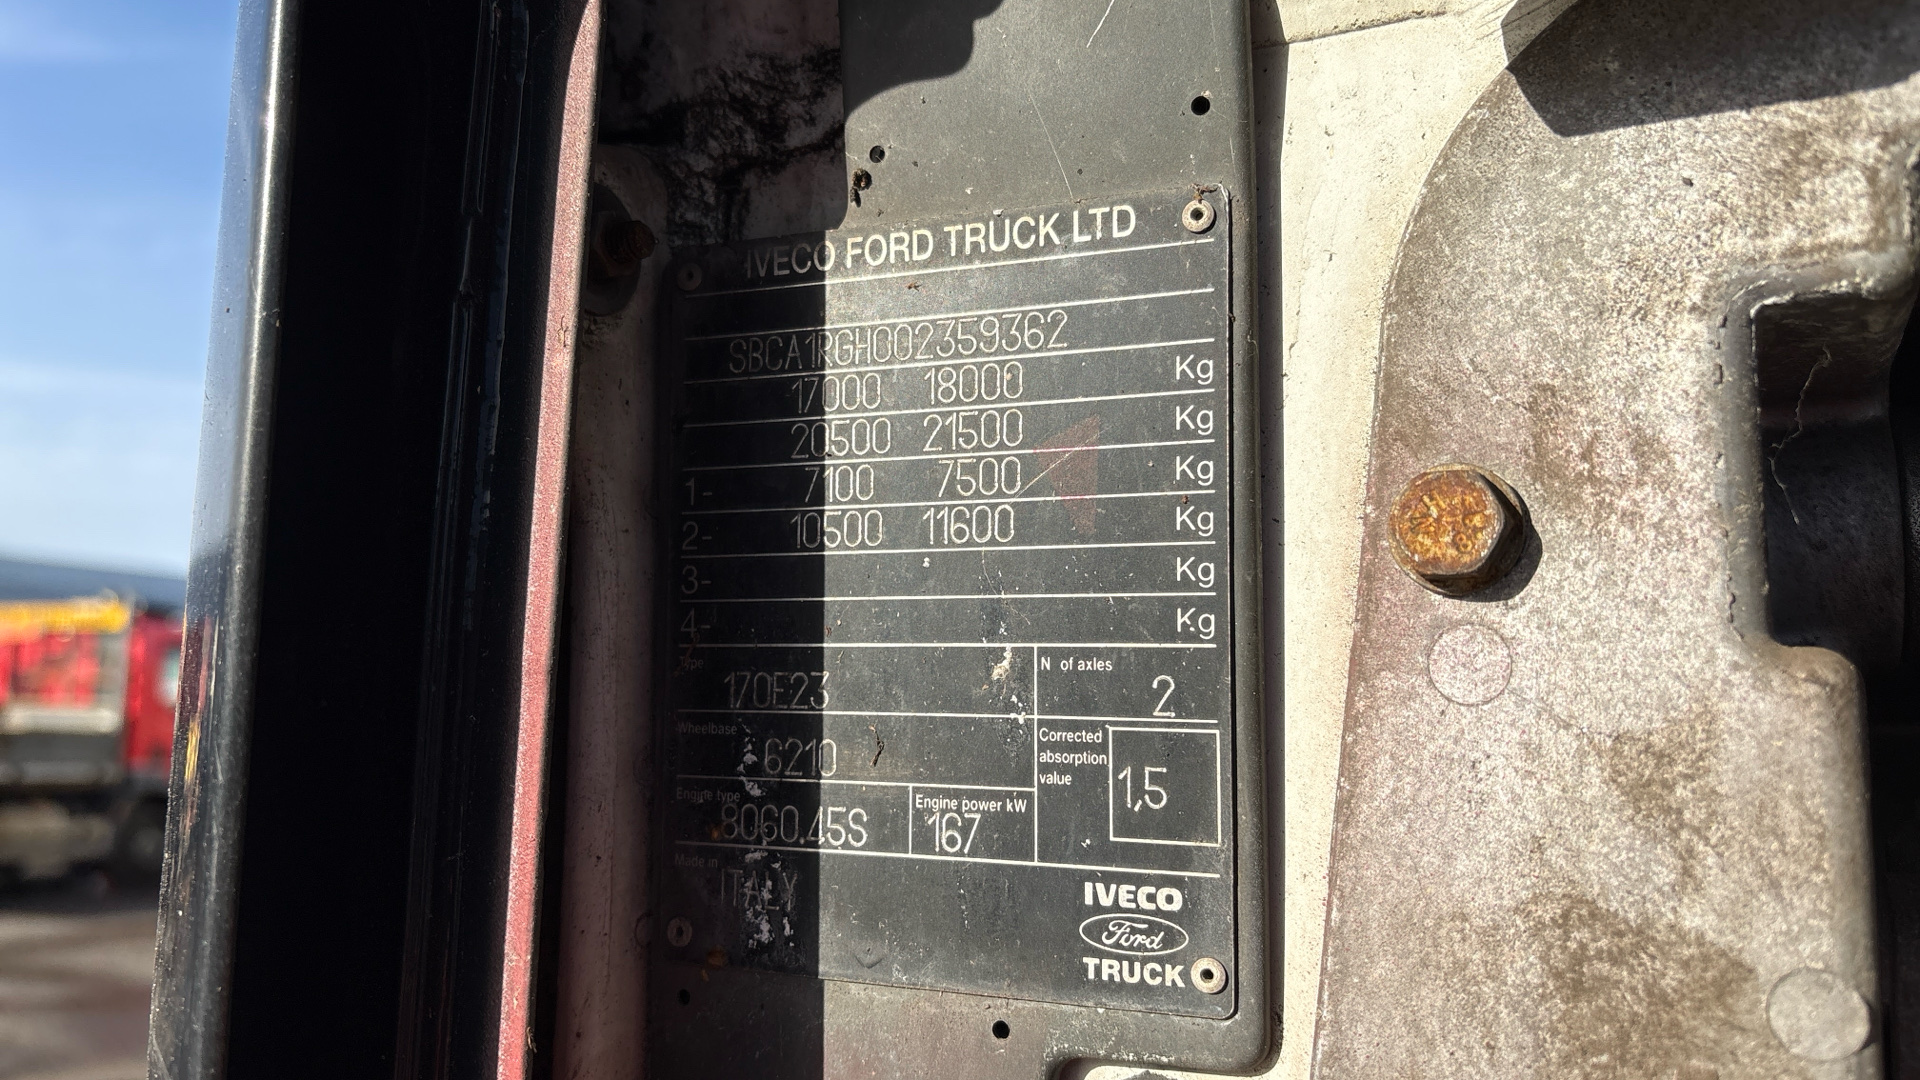 IVECO FORD TRUCK LTD
SBCA1RGH002359362
17000 18000 Kg
20500 21500 Kg
1- 7100 7500 Kg
2- 10500 11600 Kg
3- Kg
4- Kg
Type N of axles
170E23 2
Wheelbase Corrected absorption value
6210 1,5
Engine type Engine power kW
8060.45S 167
Made in
ITALY
IVECO
Ford
TRUCK